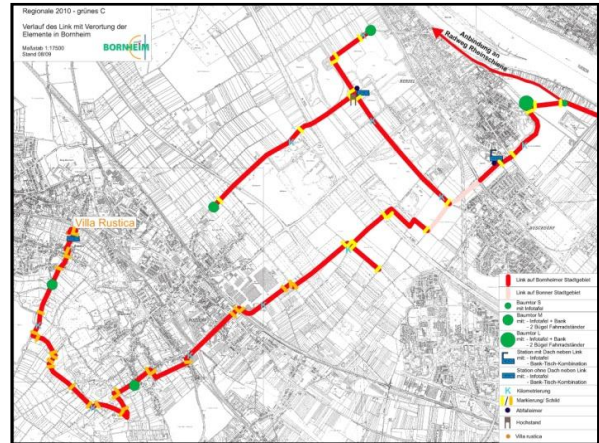 Regionale 2010 - grünes C
Verlauf des Link mit Verortung der
Elemente in Bornheim
Maßstab 1:17500
Stand 08/09
BORNHEIM
Anbindung an
Radweg Rheinschiene
Villa Rustica
Link auf Bornheimer Stadtgebiet
Link auf Bonner Stadtgebiet
Baumtor S
mit Infotafel
Baumtor M
mit: - Infotafel + Bank
- 2 Bügel Fahrradständer
Baumtor L
mit: - Infotafel + Bank
- 2 Bügel Fahrradständer
Station mit Dach neben Link
mit: - Infotafel
- Bank-Tisch-Kombination
Station ohne Dach neben Link
mit: - Infotafel
- Bank-Tisch-Kombination
K Kilometrierung
Markierung/ Schild
Abfalleimer
Hochstand
Villa rustica